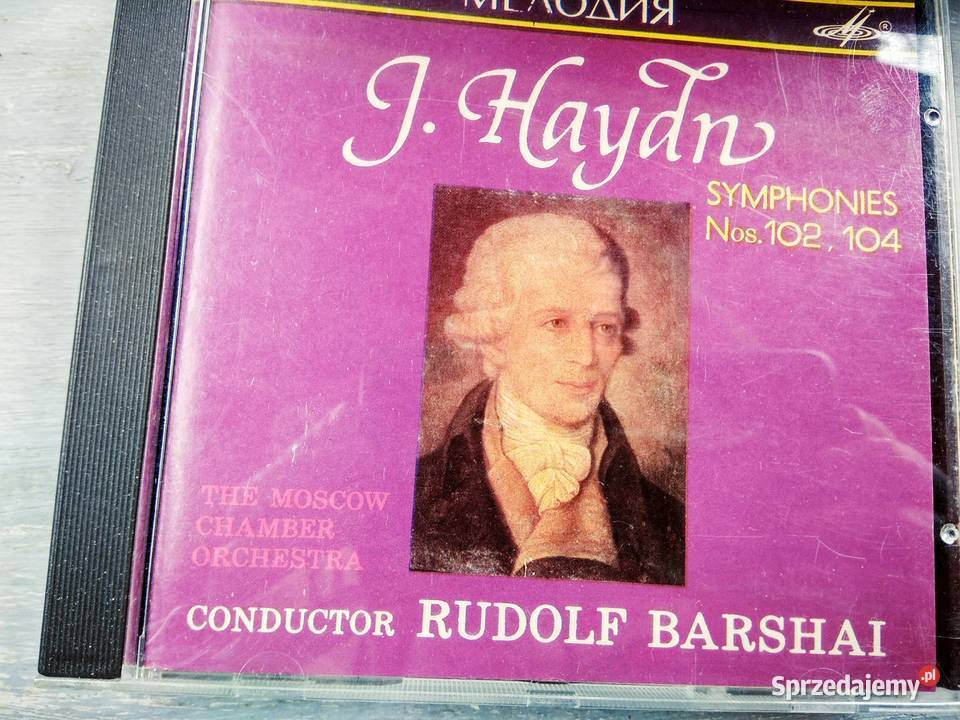 МЕЛОДИЯ
®
J. Haydn
SYMPHONIES
Nos. 102, 104
THE MOSCOW
CHAMBER
ORCHESTRA
CONDUCTOR RUDOLF BARSHAI
Sprzedajemy.pl